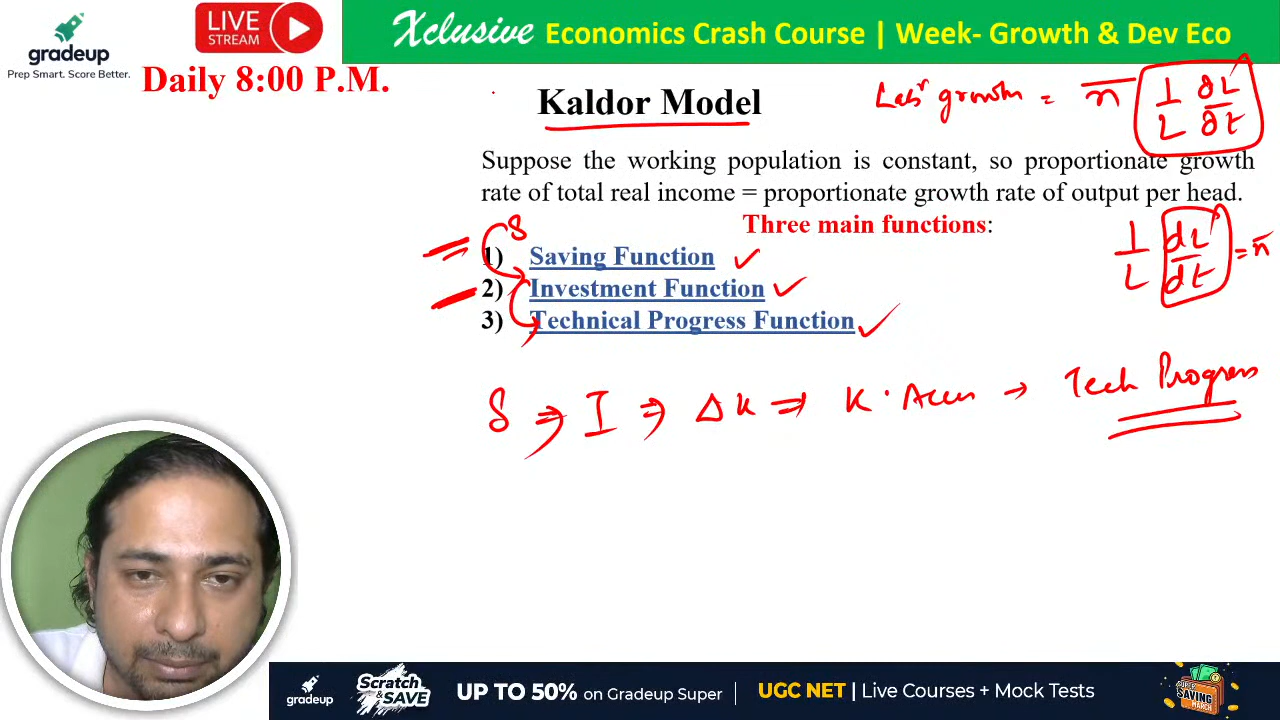 gradeup
Prep Smart. Score Better.
LIVE
STREAM
Xclusive Economics Crash Course | Week- Growth & Dev Eco
Daily 8:00 P.M.
Kaldor Model
growth = n̅ 1/L ∂L/∂t
Suppose the working population is constant, so proportionate growth
rate of total real income = proportionate growth rate of output per head.
Three main functions:
S
1) Saving Function
1/L dL/dt = n̅
2) Investment Function
3) Technical Progress Function
S ⇒ I ⇒ Δk ⇒ K. Accu → Tech Progress
gradeup
Scratch
& SAVE
UP TO 50% on Gradeup Super
UGC NET | Live Courses + Mock Tests
SUPER
SAVING
MARCH